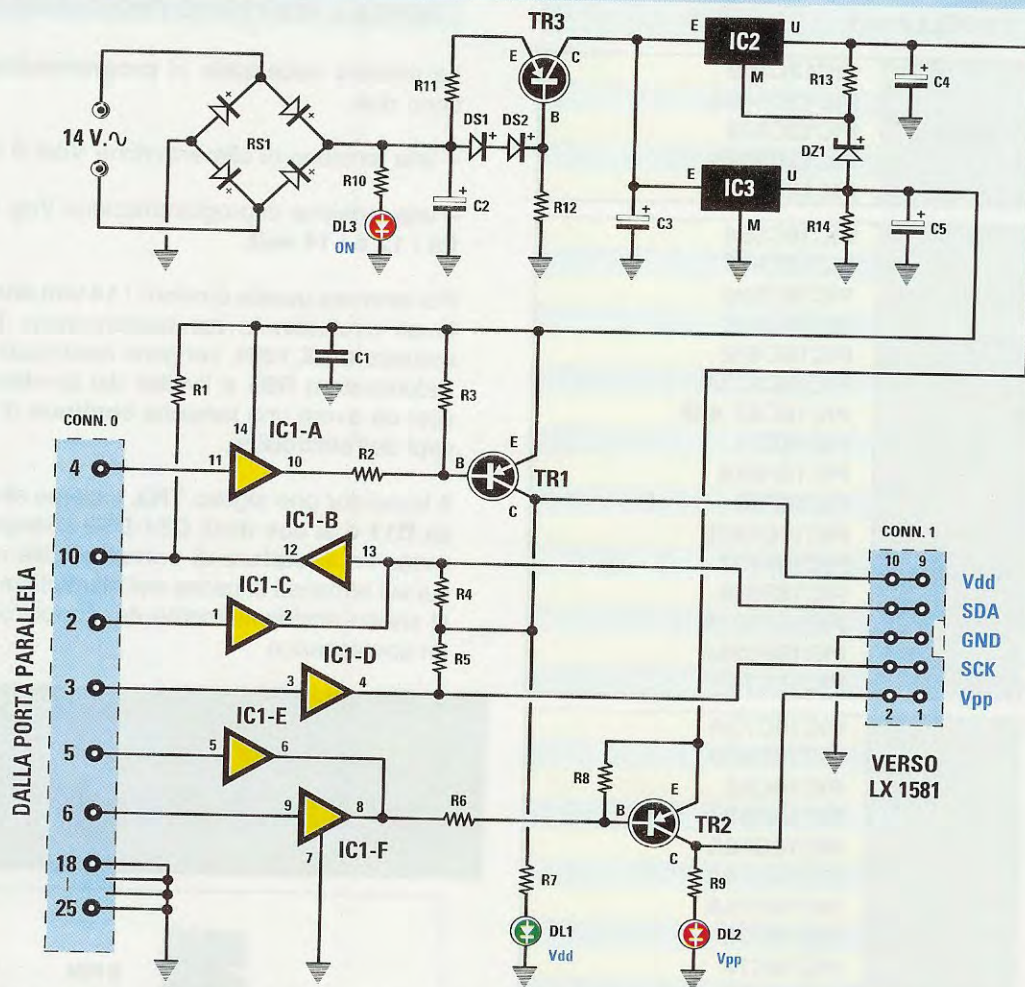 TR3
E
C
B
E
IC2
U
M
R13
C4
R11
DS1
DS2
DZ1
14 V ∿
RS1
R10
C2
R12
E
IC3
U
M
C3
R14
C5
DL3
ON
C1
R1
R3
CONN. 0
14
IC1-A
R2
E
4
11
10
B
TR1
C
IC1-B
CONN. 1
10
12
13
10
9
Vdd
IC1-C
R4
SDA
2
1
2
GND
IC1-D
R5
SCK
3
3
4
Vpp
IC1-E
2
1
5
5
6
R8
VERSO
LX 1581
E
6
9
8
R6
B
TR2
7
IC1-F
C
18
25
R7
R9
DL1
Vdd
DL2
Vpp
DALLA PORTA PARALLELA